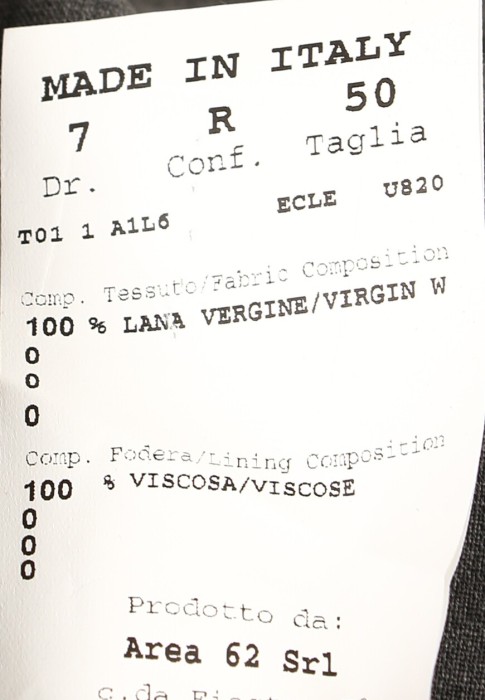 MADE IN ITALY
7 R 50
Dr. Conf. Taglia
T01 1 A1L6 ECLE U820
Comp. Tessuto/Fabric Composition
100 % LANA VERGINE/VIRGIN W
0
0
0
Comp. Fodera/Lining Composition
100 % VISCOSA/VISCOSE
0
0
0
Prodotto da:
Area 62 Srl
c.da